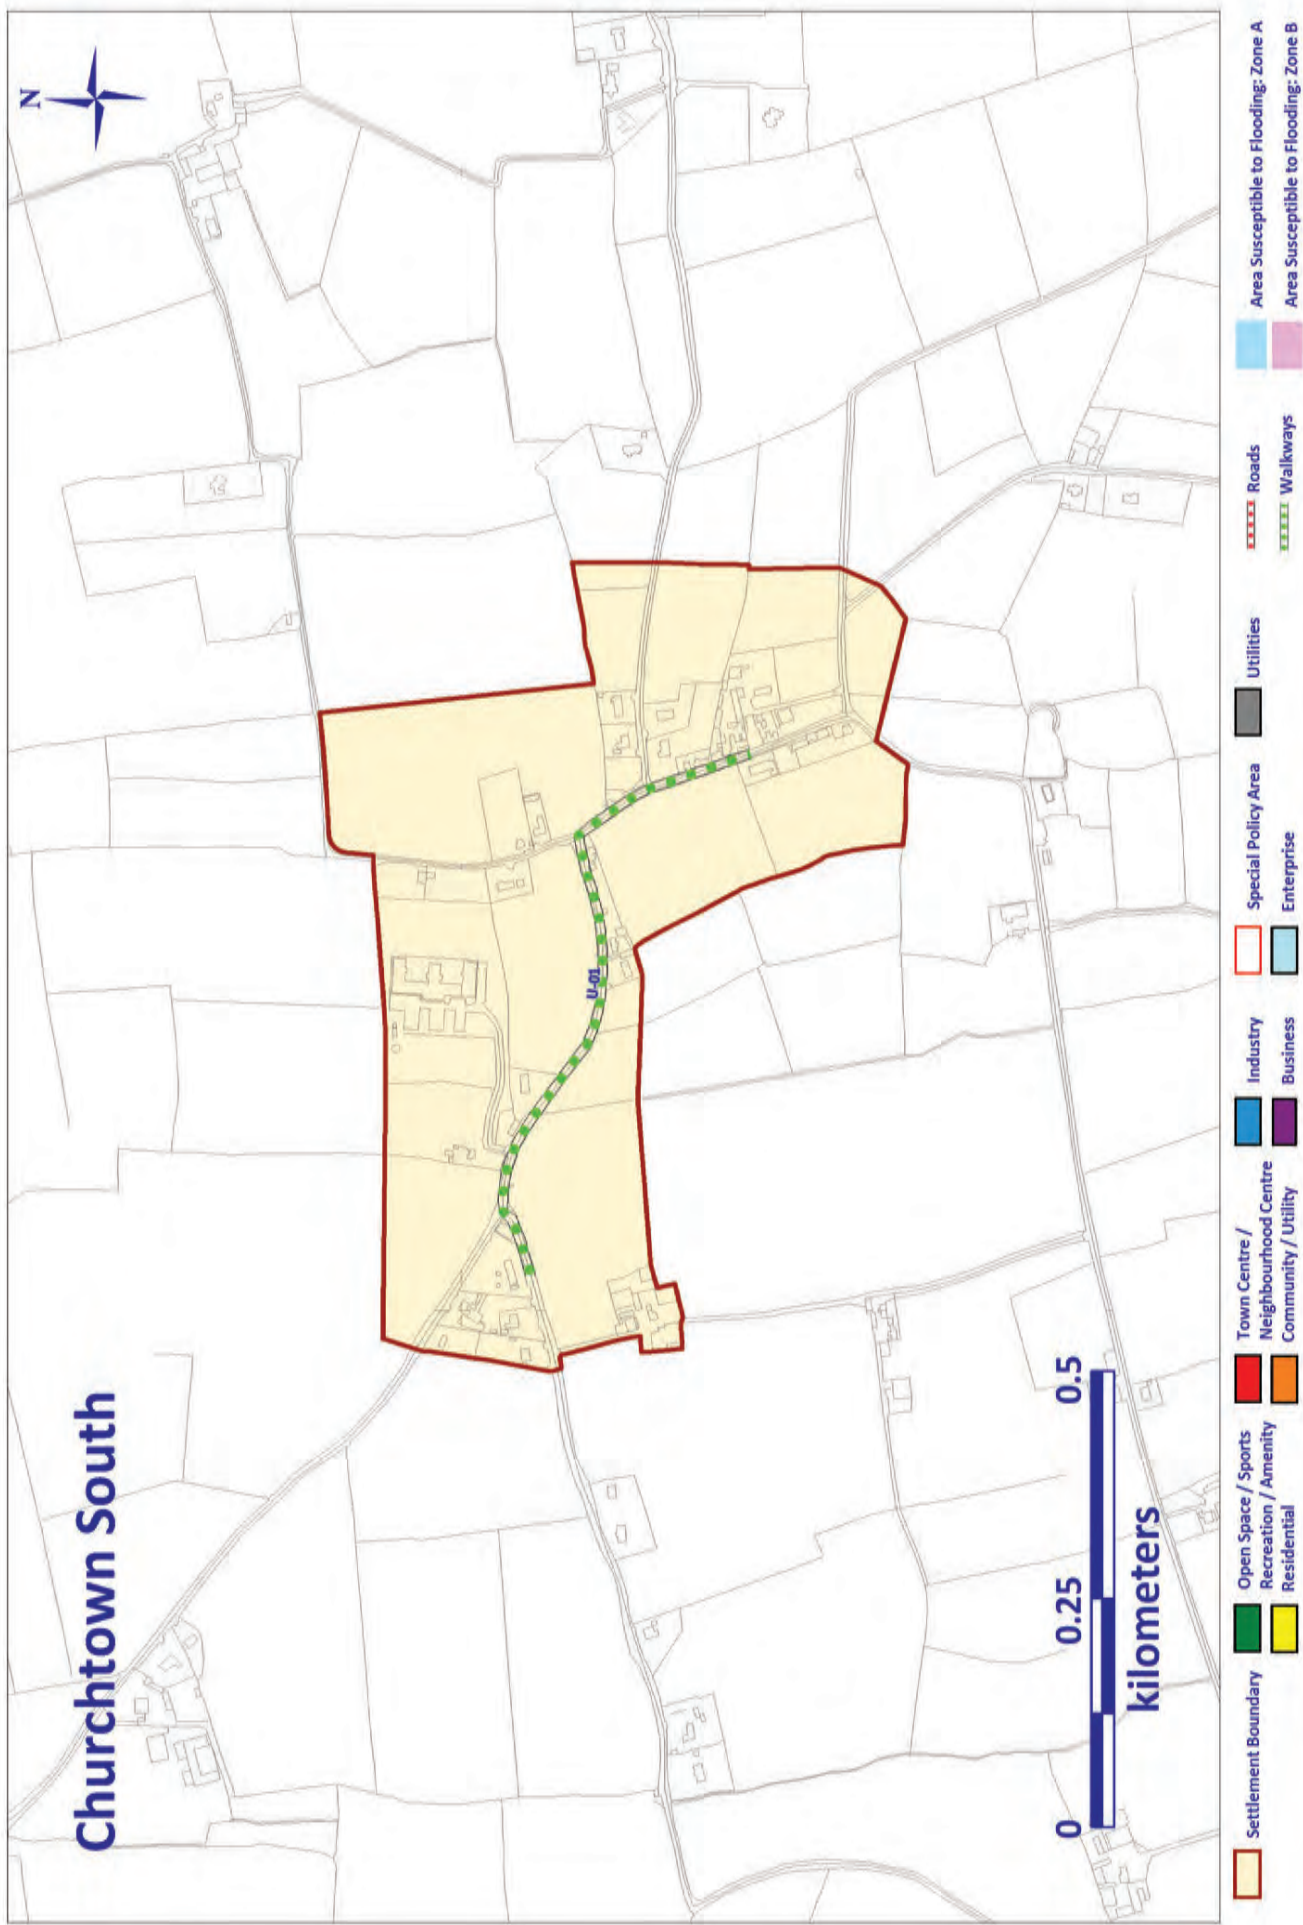 Churchtown South
N
U-01
0 0.25 0.5
kilometers
Settlement Boundary
Open Space / Sports
Recreation / Amenity
Residential
Town Centre /
Neighbourhood Centre
Community / Utility
Industry
Business
Special Policy Area
Enterprise
Utilities
Roads
Walkways
Area Susceptible to Flooding: Zone A
Area Susceptible to Flooding: Zone B